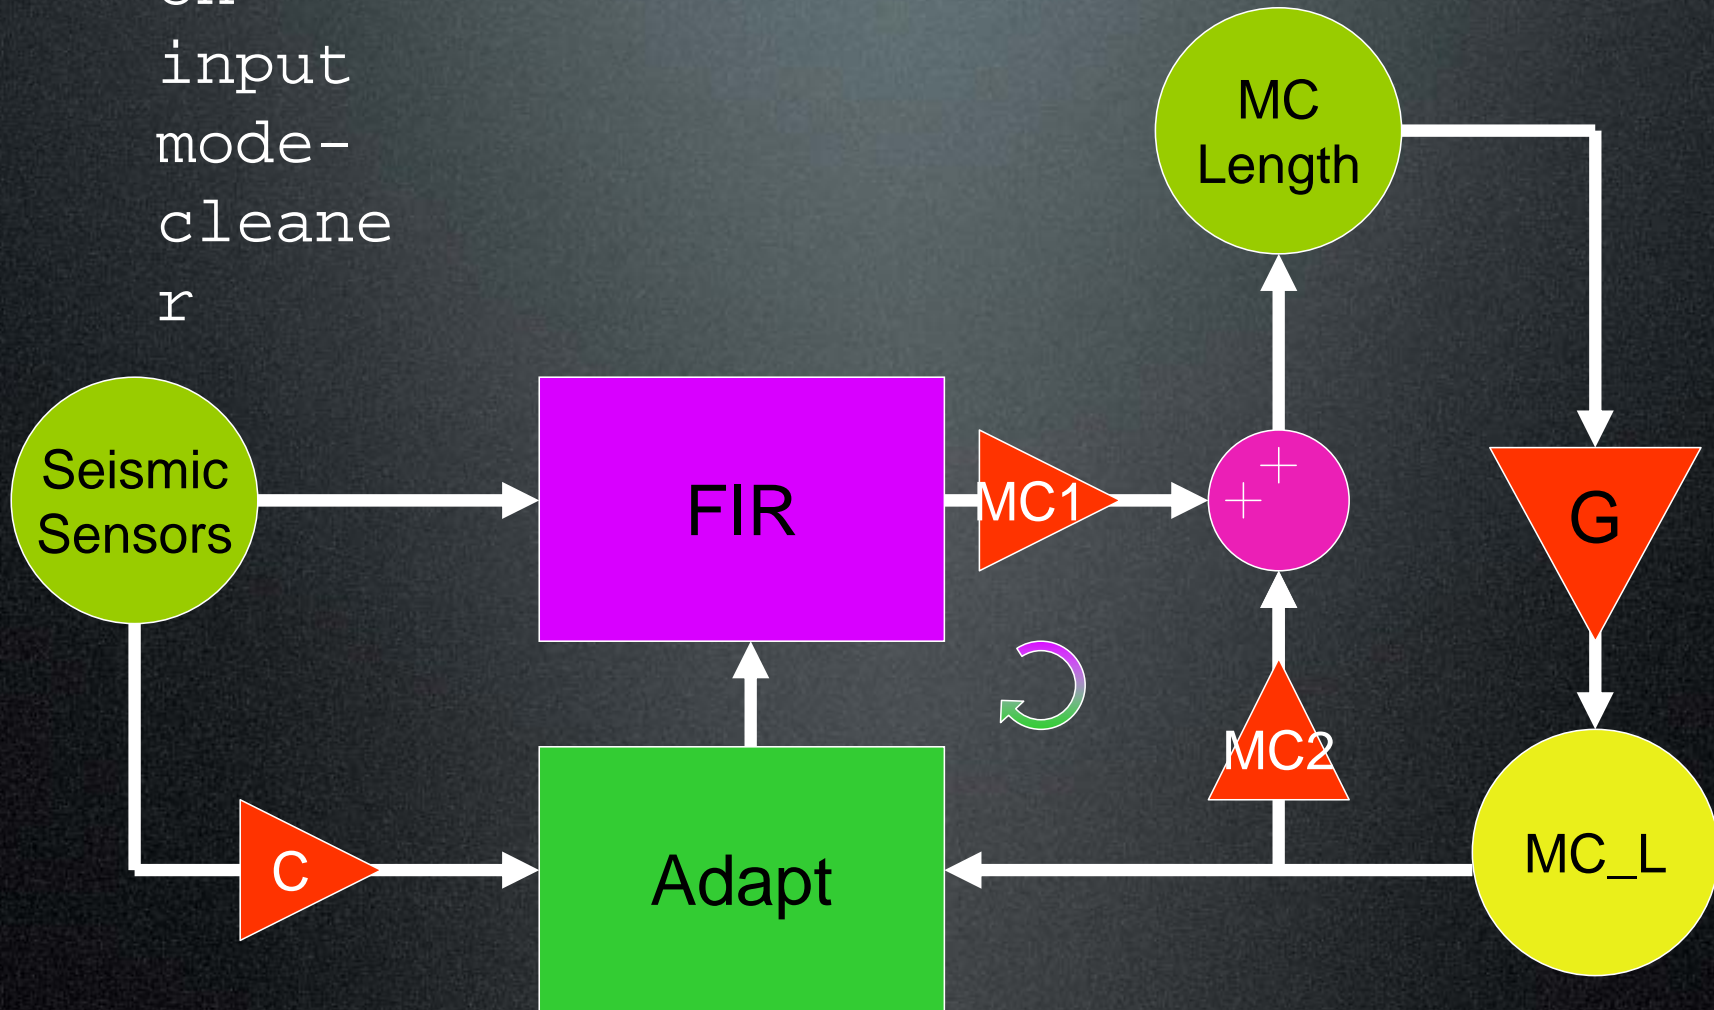 input
mode-
cleane
r
MC
Length
Seismic
Sensors
FIR
MC1
G
MC2
C
Adapt
MC_L